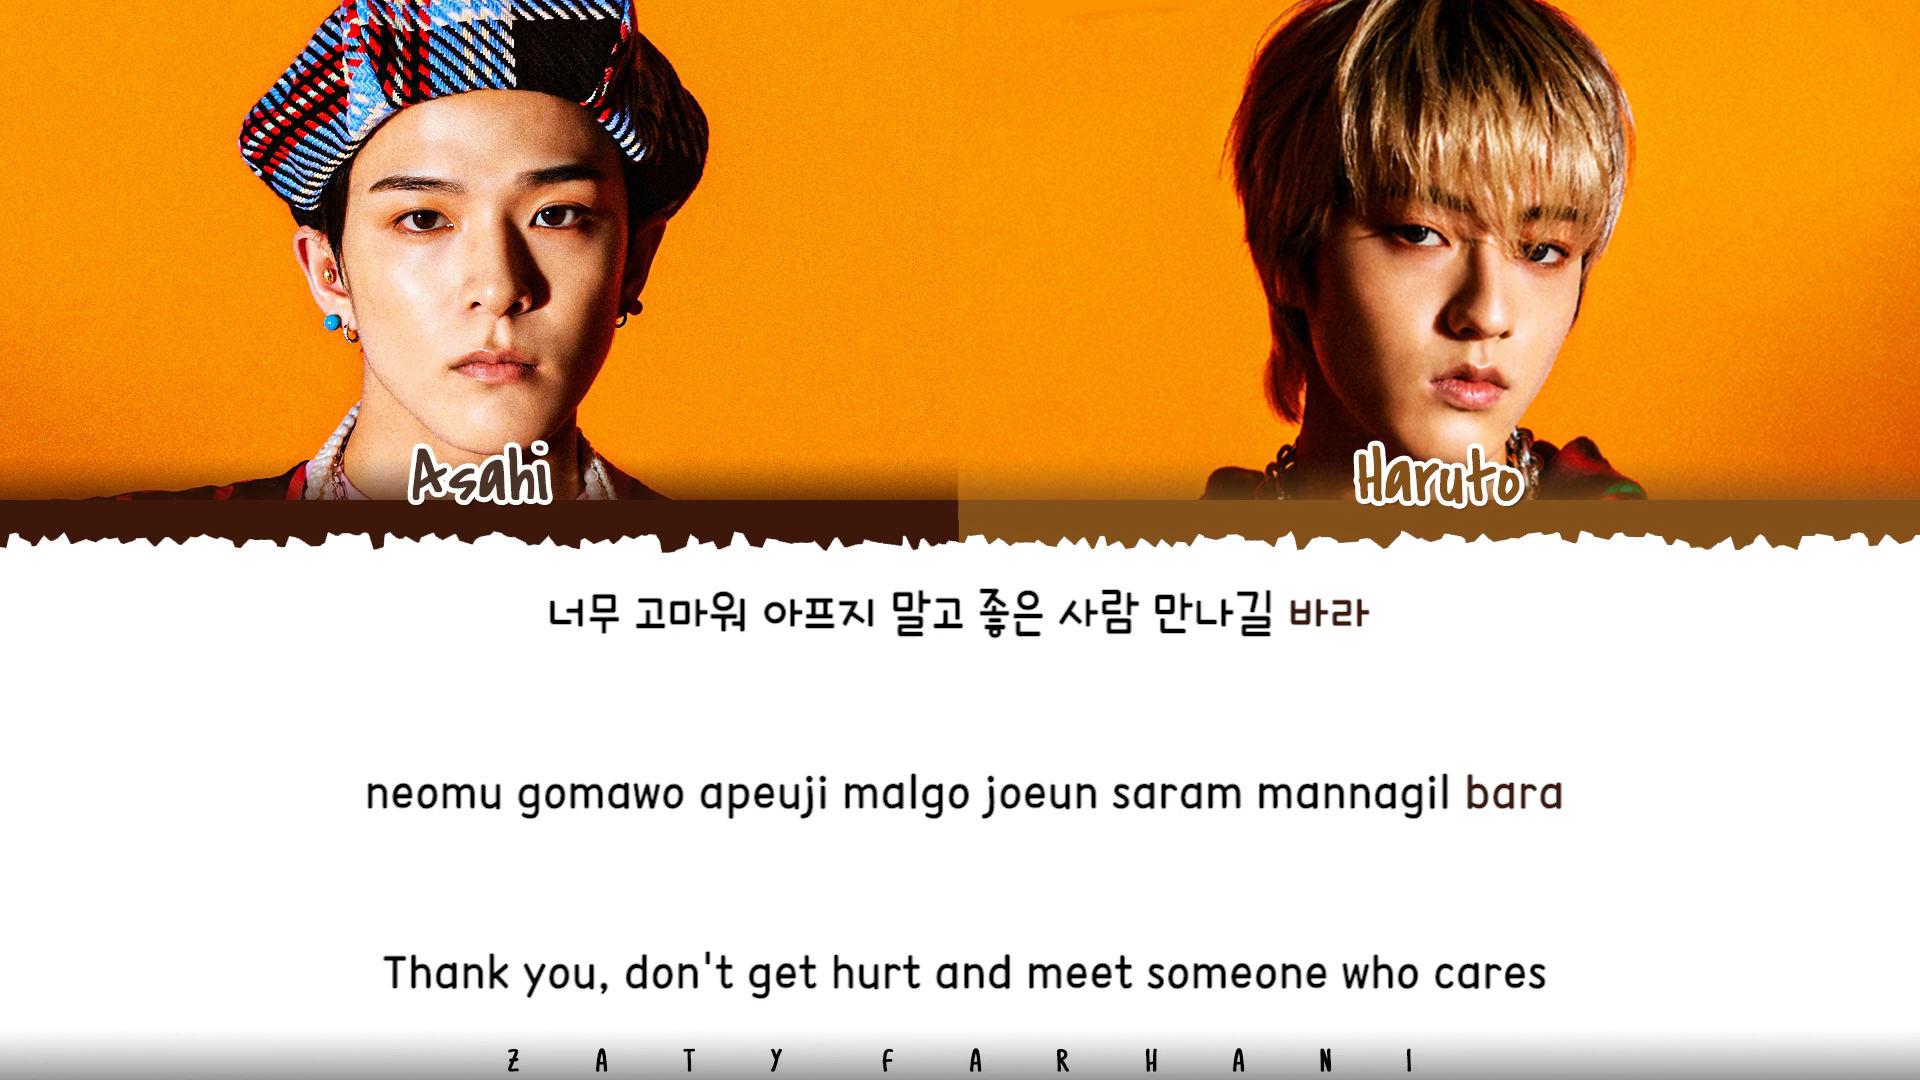 Asahi
Haruto
너무 고마워 아프지 말고 좋은 사람 만나길 바라
neomu gomawo apeuji malgo joeun saram mannagil bara
Thank you, don't get hurt and meet someone who cares
ZATY FARHANI